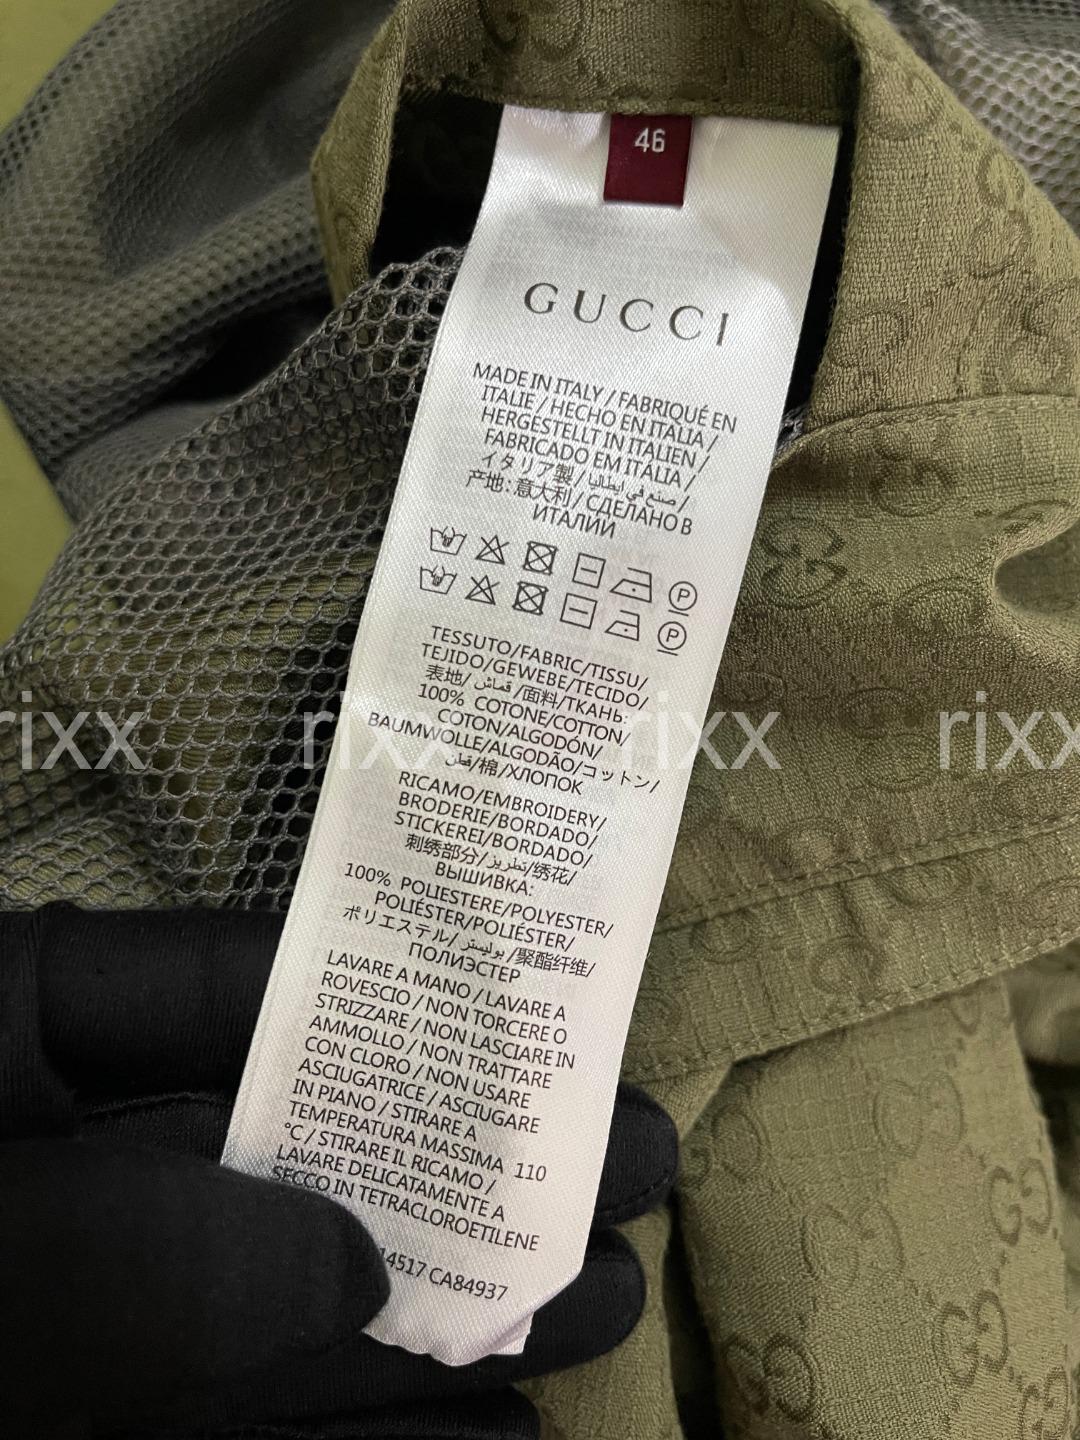 46
GUCCI
MADE IN ITALY / FABRIQUÉ EN
ITALIE / HECHO EN ITALIA /
HERGESTELLT IN ITALIEN /
FABRICADO EM ITALIA /
イタリア製 / صنع في إيطاليا /
产地: 意大利 / СДЕЛАНО В
ИТАЛИИ
P
P
TESSUTO/FABRIC/TISSU/
TEJIDO/GEWEBE/TECIDO/
表地/ قماش /面料/ТКАНЬ:
100% COTONE/COTTON/
COTON/ALGODÓN/
BAUMWOLLE/ALGODÃO/コットン/
قطن/棉/ХЛОПОК
RICAMO/EMBROIDERY/
BRODERIE/BORDADO/
STICKEREI/BORDADO/
刺绣部分/تطريز/绣花/
ВЫШИВКА:
100% POLIESTERE/POLYESTER/
POLIÉSTER/POLIÉSTER/
ポリエステル/ بوليستر /聚酯纤维/
ПОЛИЭСТЕР
LAVARE A MANO / LAVARE A
ROVESCIO / NON TORCERE O
STRIZZARE / NON LASCIARE IN
AMMOLLO / NON TRATTARE
CON CLORO / NON USARE
ASCIUGATRICE / ASCIUGARE
IN PIANO / STIRARE A
TEMPERATURA MASSIMA 110
°C / STIRARE IL RICAMO /
LAVARE DELICATAMENTE A
SECCO IN TETRACLOROETILENE
14517 CA84937
rixx rixx rixx rixx